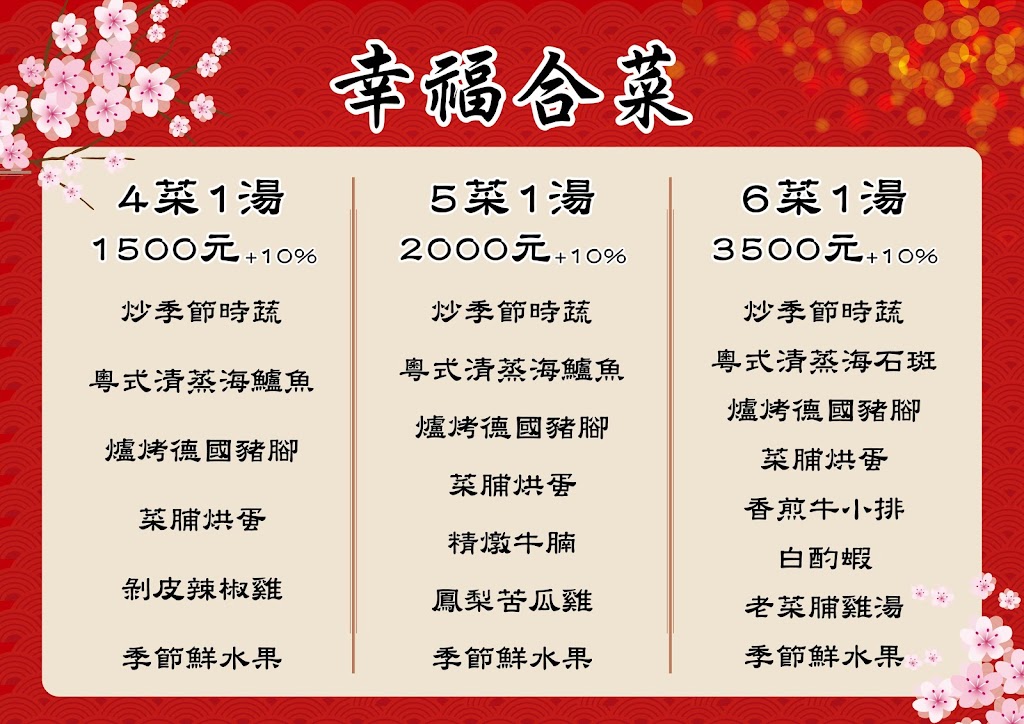 幸福合菜
4菜1湯
1500元+10%
炒季節時蔬
粵式清蒸海鱸魚
爐烤德國豬腳
菜脯烘蛋
剝皮辣椒雞
季節鮮水果
5菜1湯
2000元+10%
炒季節時蔬
粵式清蒸海鱸魚
爐烤德國豬腳
菜脯烘蛋
精燉牛腩
鳳梨苦瓜雞
季節鮮水果
6菜1湯
3500元+10%
炒季節時蔬
粵式清蒸海石斑
爐烤德國豬腳
菜脯烘蛋
香煎牛小排
白酌蝦
老菜脯雞湯
季節鮮水果